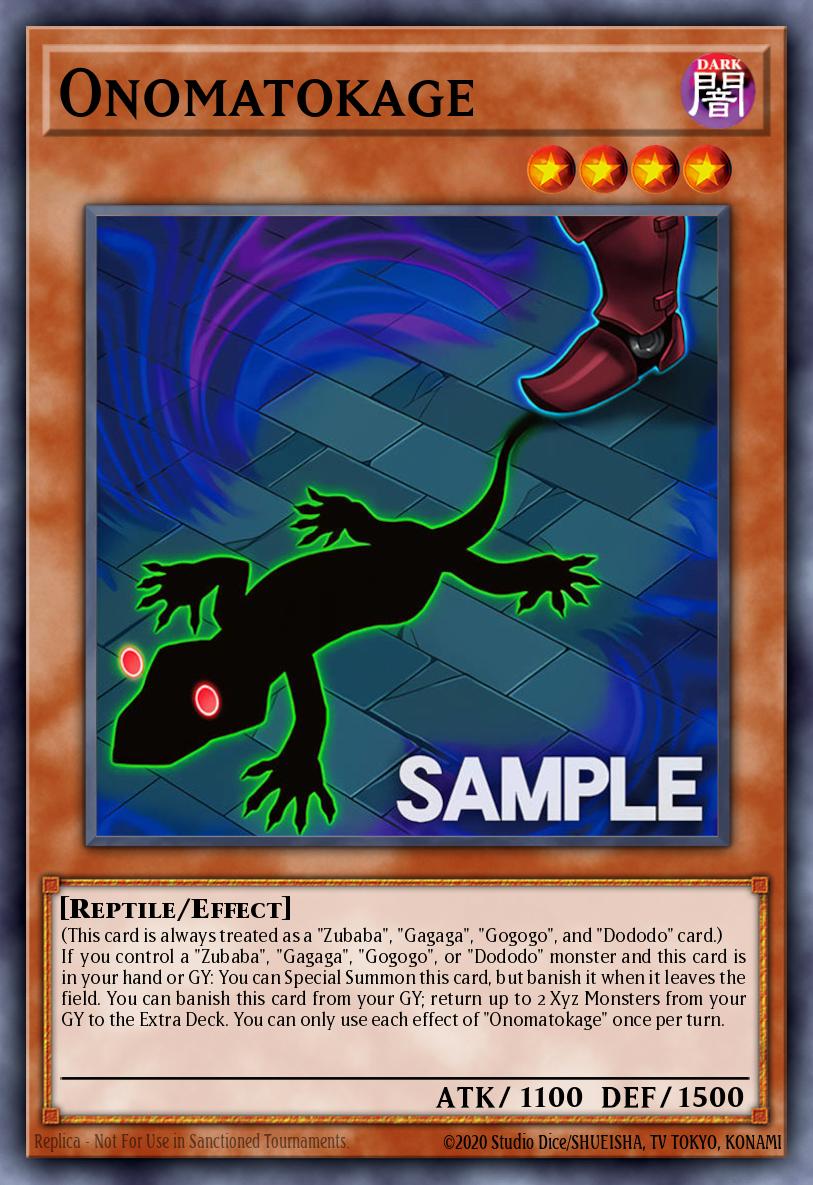 Onomatokage
DARK
闇
SAMPLE
[Reptile/Effect]
(This card is always treated as a "Zubaba", "Gagaga", "Gogogo", and "Dododo" card.)
If you control a "Zubaba", "Gagaga", "Gogogo", or "Dododo" monster and this card is
in your hand or GY: You can Special Summon this card, but banish it when it leaves the
field. You can banish this card from your GY; return up to 2 Xyz Monsters from your
GY to the Extra Deck. You can only use each effect of "Onomatokage" once per turn.
ATK/ 1100 DEF/1500
Replica - Not For Use in Sanctioned Tournaments.
©2020 Studio Dice/SHUEISHA, TV TOKYO, KONAMI